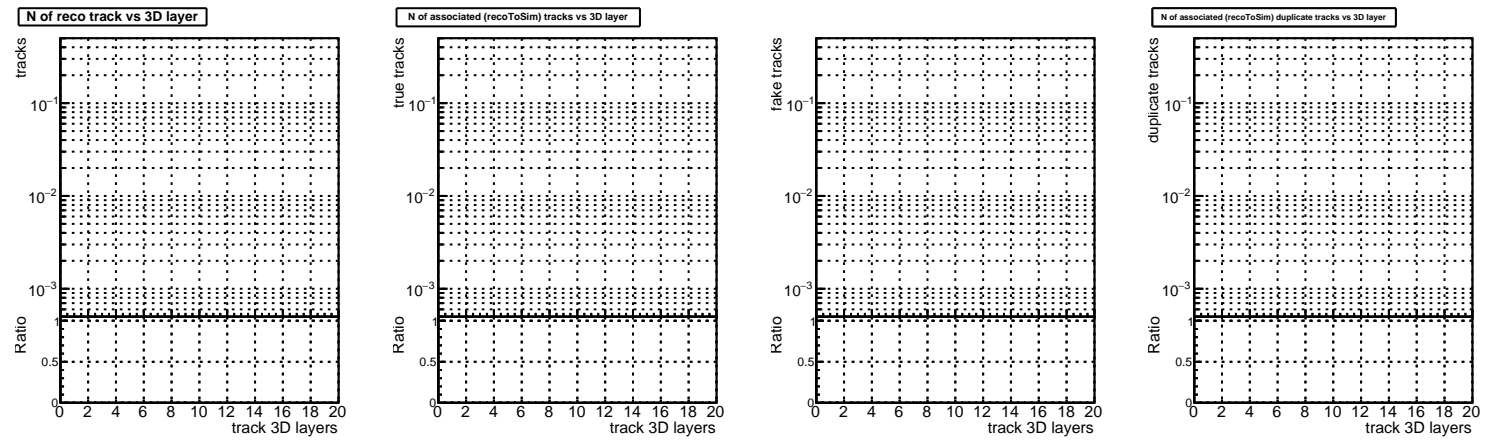 N of reco track vs 3D layer
tracks
10⁻¹
10⁻²
10⁻³
Ratio
1
0.5
0
0 2 4 6 8 10 12 14 16 18 20
track 3D layers
N of associated (recoToSim) tracks vs 3D layer
true tracks
10⁻¹
10⁻²
10⁻³
Ratio
1
0.5
0
0 2 4 6 8 10 12 14 16 18 20
track 3D layers
fake tracks
10⁻¹
10⁻²
10⁻³
Ratio
1
0.5
0
0 2 4 6 8 10 12 14 16 18 20
track 3D layers
N of associated (recoToSim) duplicate tracks vs 3D layer
duplicate tracks
10⁻¹
10⁻²
10⁻³
Ratio
1
0.5
0
0 2 4 6 8 10 12 14 16 18 20
track 3D layers